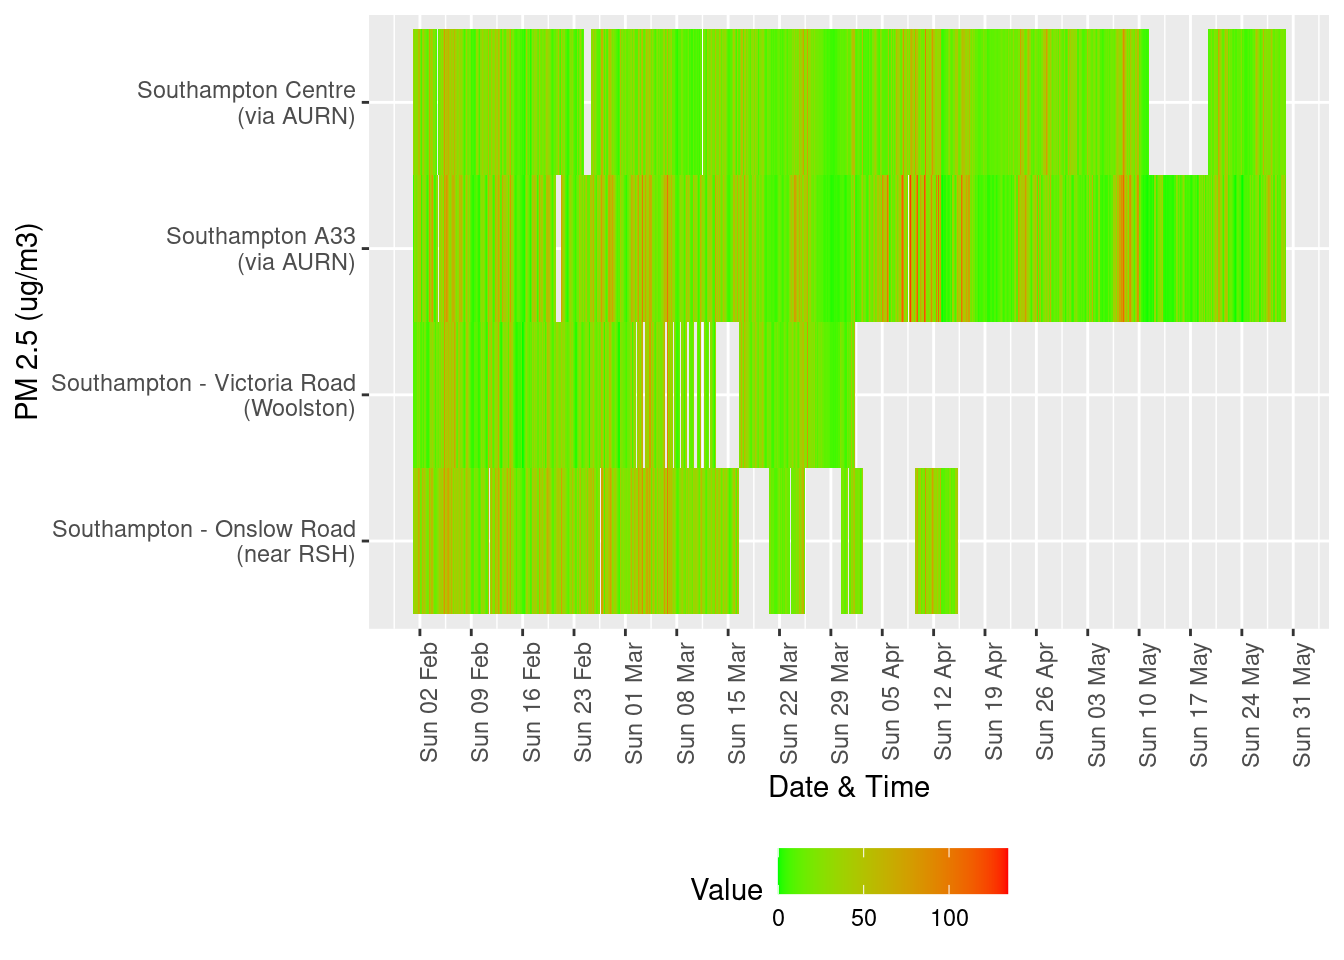 PM 2.5 (ug/m3)
Southampton Centre
(via AURN)
Southampton A33
(via AURN)
Southampton - Victoria Road
(Woolston)
Southampton - Onslow Road
(near RSH)
Sun 02 Feb
Sun 09 Feb
Sun 16 Feb
Sun 23 Feb
Sun 01 Mar
Sun 08 Mar
Sun 15 Mar
Sun 22 Mar
Sun 29 Mar
Sun 05 Apr
Sun 12 Apr
Sun 19 Apr
Sun 26 Apr
Sun 03 May
Sun 10 May
Sun 17 May
Sun 24 May
Sun 31 May
Date & Time
Value
0 50 100